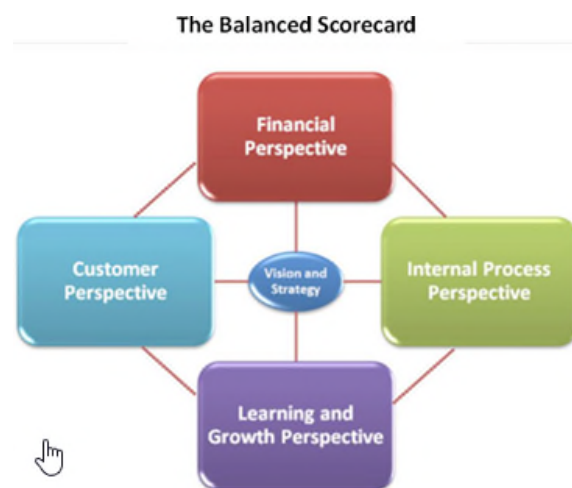 The Balanced Scorecard
Financial
Perspective
Customer
Perspective
Vision and
Strategy
Internal Process
Perspective
Learning and
Growth Perspective